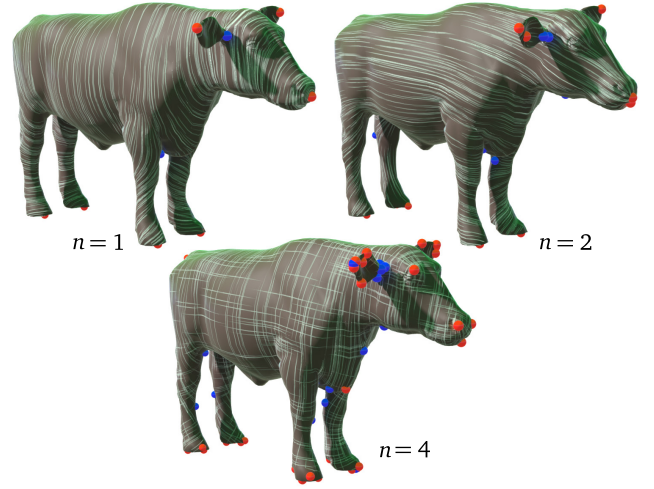 n = 1
n = 2
n = 4